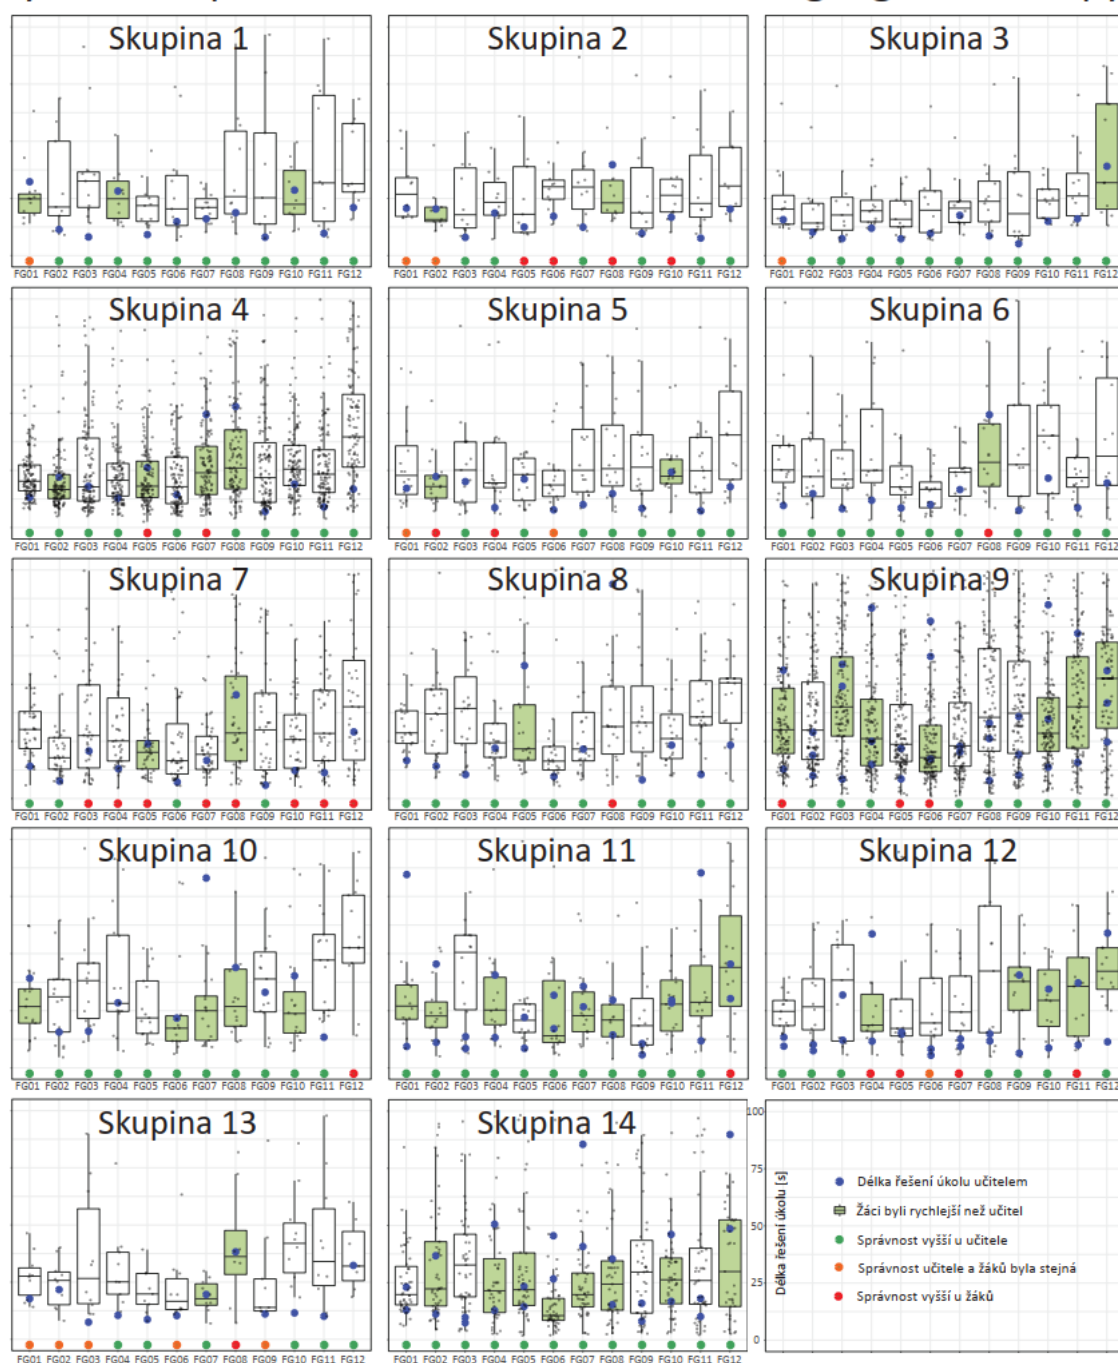 Skupina 1
Skupina 2
Skupina 3
FG01 FG02 FG03 FG04 FG05 FG06 FG07 FG08 FG09 FG10 FG11 FG12
FG01 FG02 FG03 FG04 FG05 FG06 FG07 FG08 FG09 FG10 FG11 FG12
FG01 FG02 FG03 FG04 FG05 FG06 FG07 FG08 FG09 FG10 FG11 FG12
Skupina 4
Skupina 5
Skupina 6
FG01 FG02 FG03 FG04 FG05 FG06 FG07 FG08 FG09 FG10 FG11 FG12
FG01 FG02 FG03 FG04 FG05 FG06 FG07 FG08 FG09 FG10 FG11 FG12
FG01 FG02 FG03 FG04 FG05 FG06 FG07 FG08 FG09 FG10 FG11 FG12
Skupina 7
Skupina 8
Skupina 9
FG01 FG02 FG03 FG04 FG05 FG06 FG07 FG08 FG09 FG10 FG11 FG12
FG01 FG02 FG03 FG04 FG05 FG06 FG07 FG08 FG09 FG10 FG11 FG12
FG01 FG02 FG03 FG04 FG05 FG06 FG07 FG08 FG09 FG10 FG11 FG12
Skupina 10
Skupina 11
Skupina 12
FG01 FG02 FG03 FG04 FG05 FG06 FG07 FG08 FG09 FG10 FG11 FG12
FG01 FG02 FG03 FG04 FG05 FG06 FG07 FG08 FG09 FG10 FG11 FG12
FG01 FG02 FG03 FG04 FG05 FG06 FG07 FG08 FG09 FG10 FG11 FG12
Skupina 13
Skupina 14
FG01 FG02 FG03 FG04 FG05 FG06 FG07 FG08 FG09 FG10 FG11 FG12
FG01 FG02 FG03 FG04 FG05 FG06 FG07 FG08 FG09 FG10 FG11 FG12
100
75
50
25
0
Délka řešení úkolu [s]
Délka řešení úkolu učitelem
Žáci byli rychlejší než učitel
Správnost vyšší u učitele
Správnost učitele a žáků byla stejná
Správnost vyšší u žáků